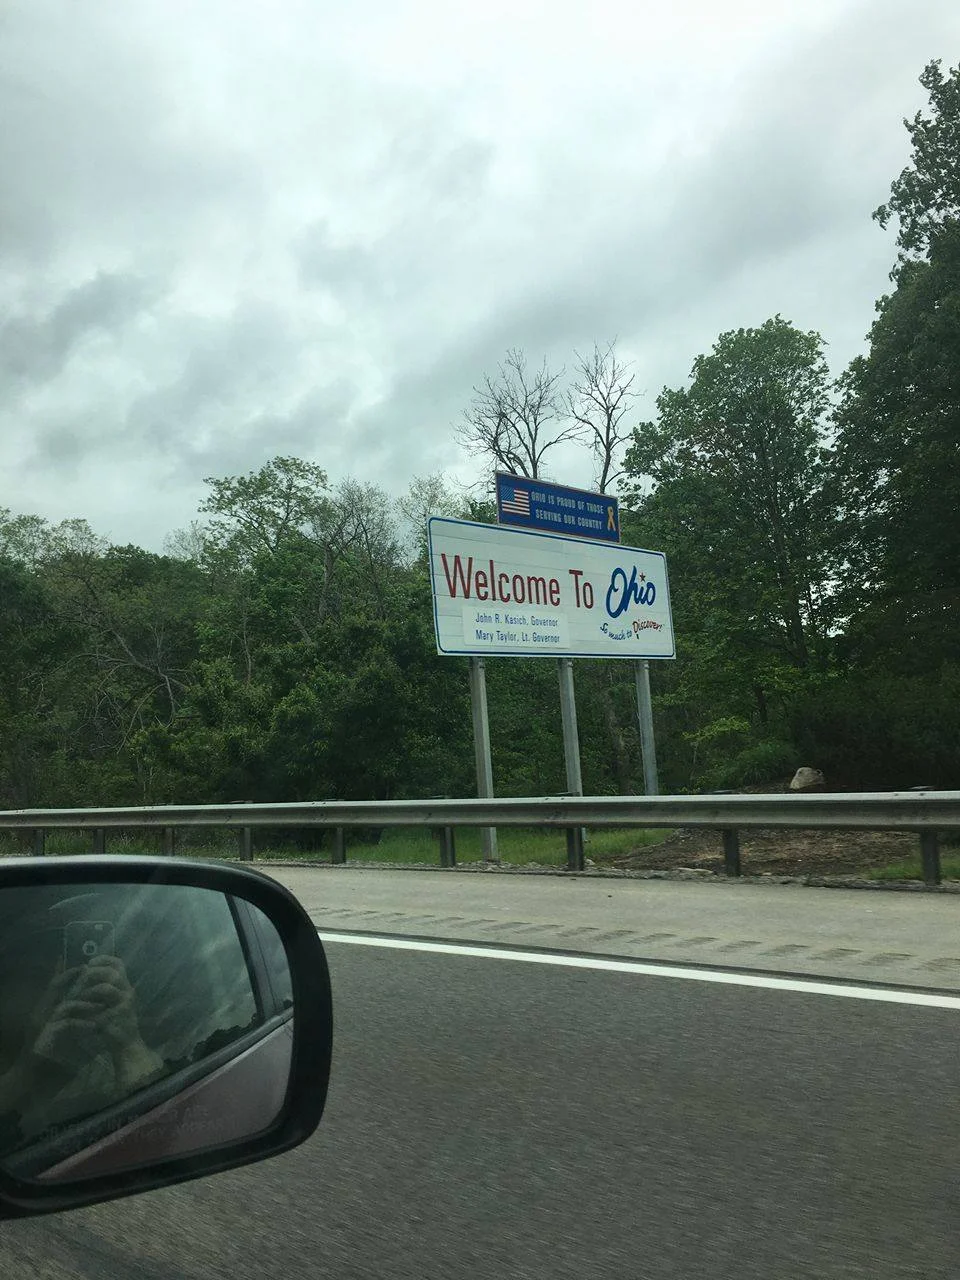 OHIO IS PROUD OF THOSE
SERVING OUR COUNTRY
Welcome To Ohio
So much to Discover!
John R. Kasich, Governor
Mary Taylor, Lt. Governor